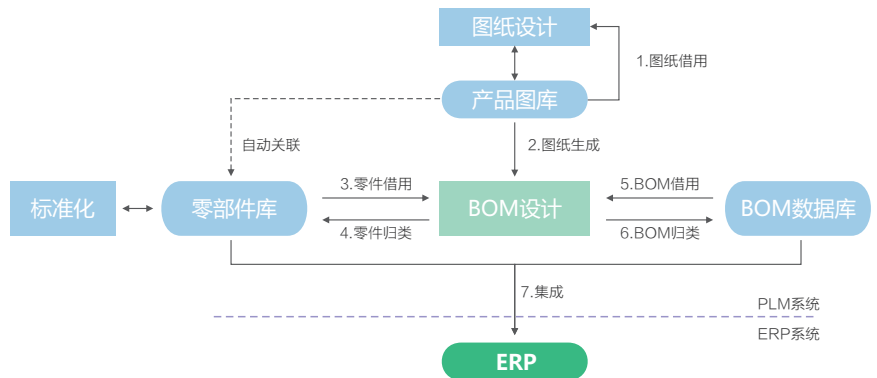 图纸设计
1.图纸借用
产品图库
自动关联
2.图纸生成
标准化
零部件库
3.零件借用
4.零件归类
BOM设计
5.BOM借用
6.BOM归类
BOM数据库
7.集成
PLM系统
ERP系统
ERP